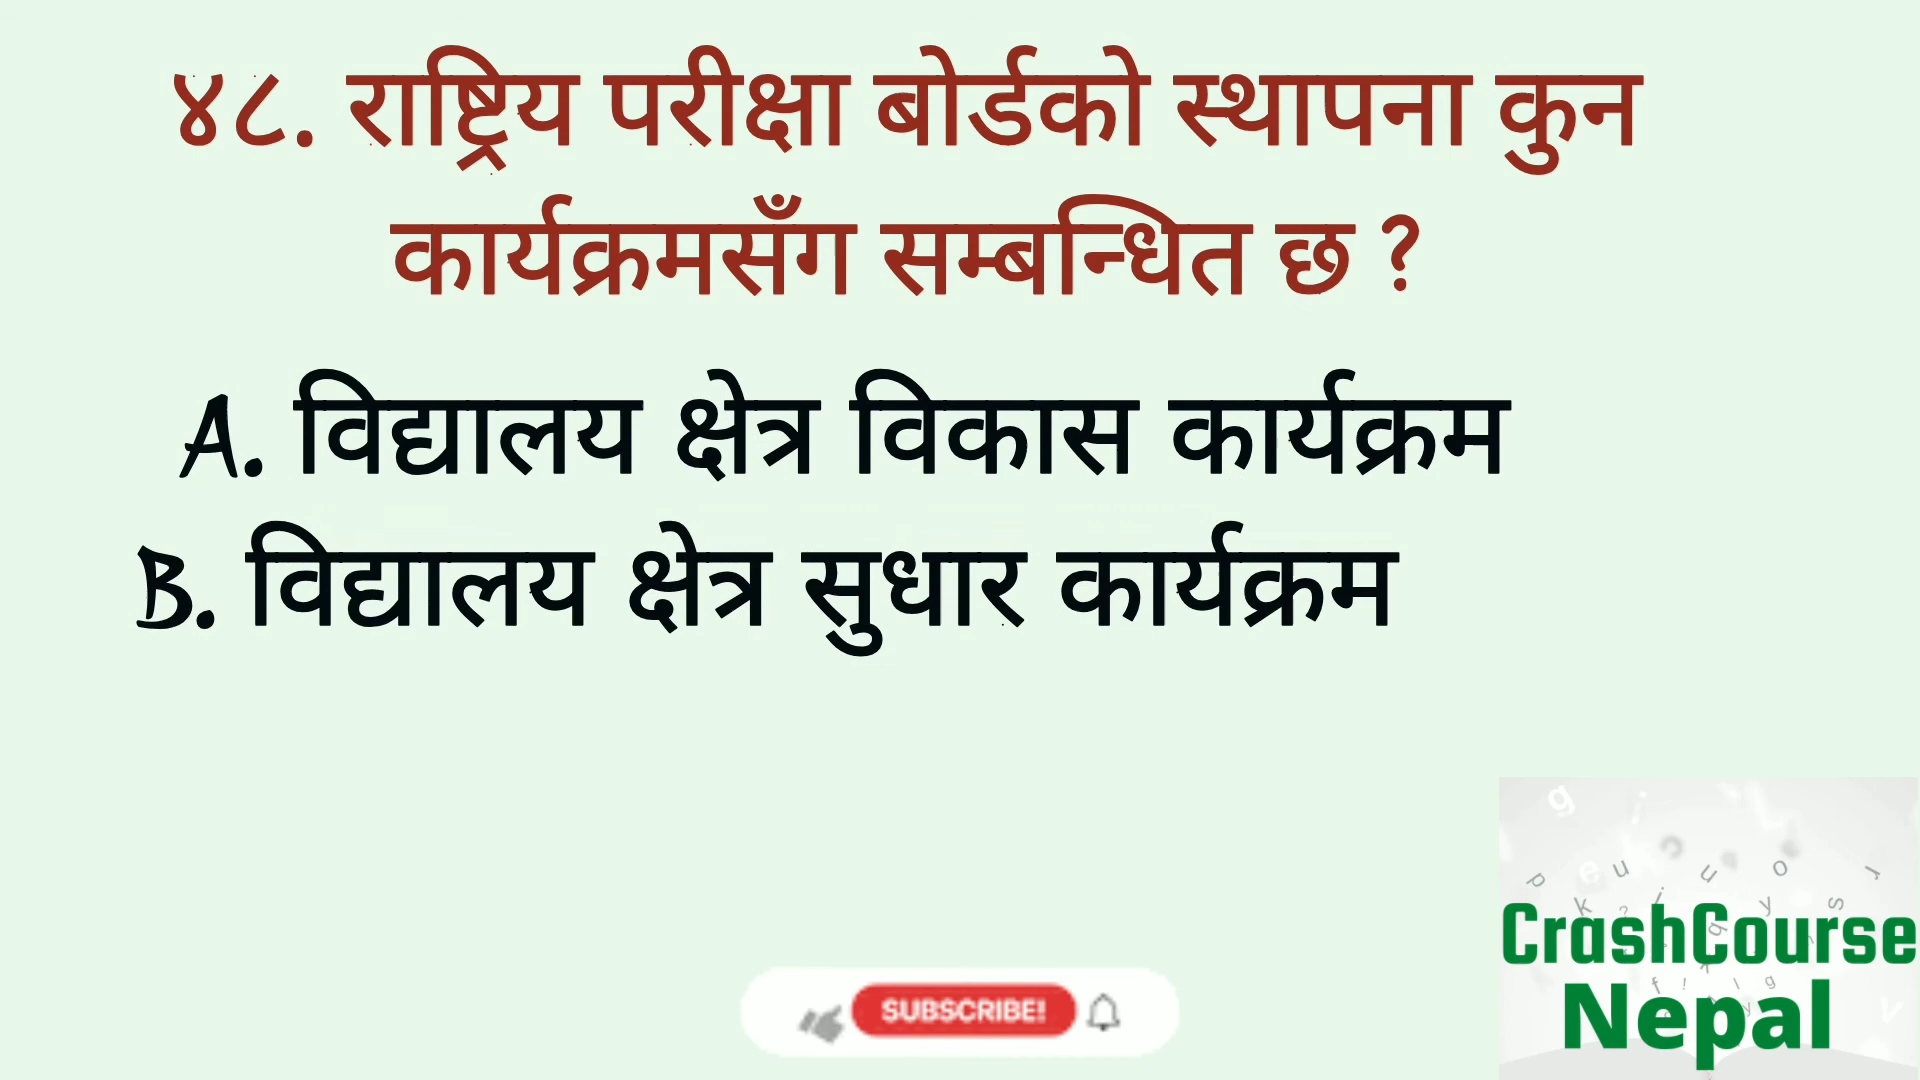 ४८. राष्ट्रिय परीक्षा बोर्डको स्थापना कुन
कार्यक्रमसँग सम्बन्धित छ ?
A. विद्यालय क्षेत्र विकास कार्यक्रम
B. विद्यालय क्षेत्र सुधार कार्यक्रम
SUBSCRIBE!
CrashCourse
Nepal